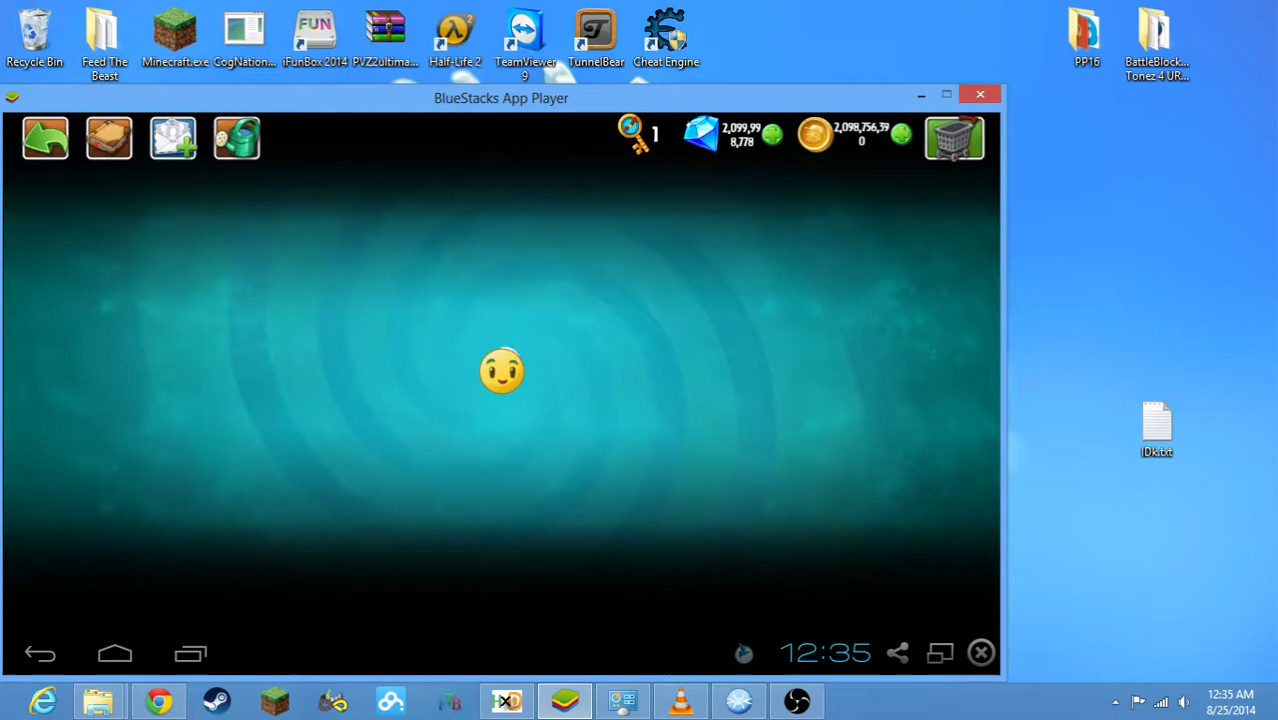 FUN
2
Recycle Bin
Feed The
Beast
Minecraft.exe
CogNation...
iFunBox 2014
PVZ2ultima...
Half-Life 2
TeamViewer
9
TunnelBear
Cheat Engine
PP16
BattleBlock...
Tonez 4 UR...
BlueStacks App Player
1
2,099,99
8,778
2,098,756,39
0
IDk.txt
12:35
12:35 AM
8/25/2014